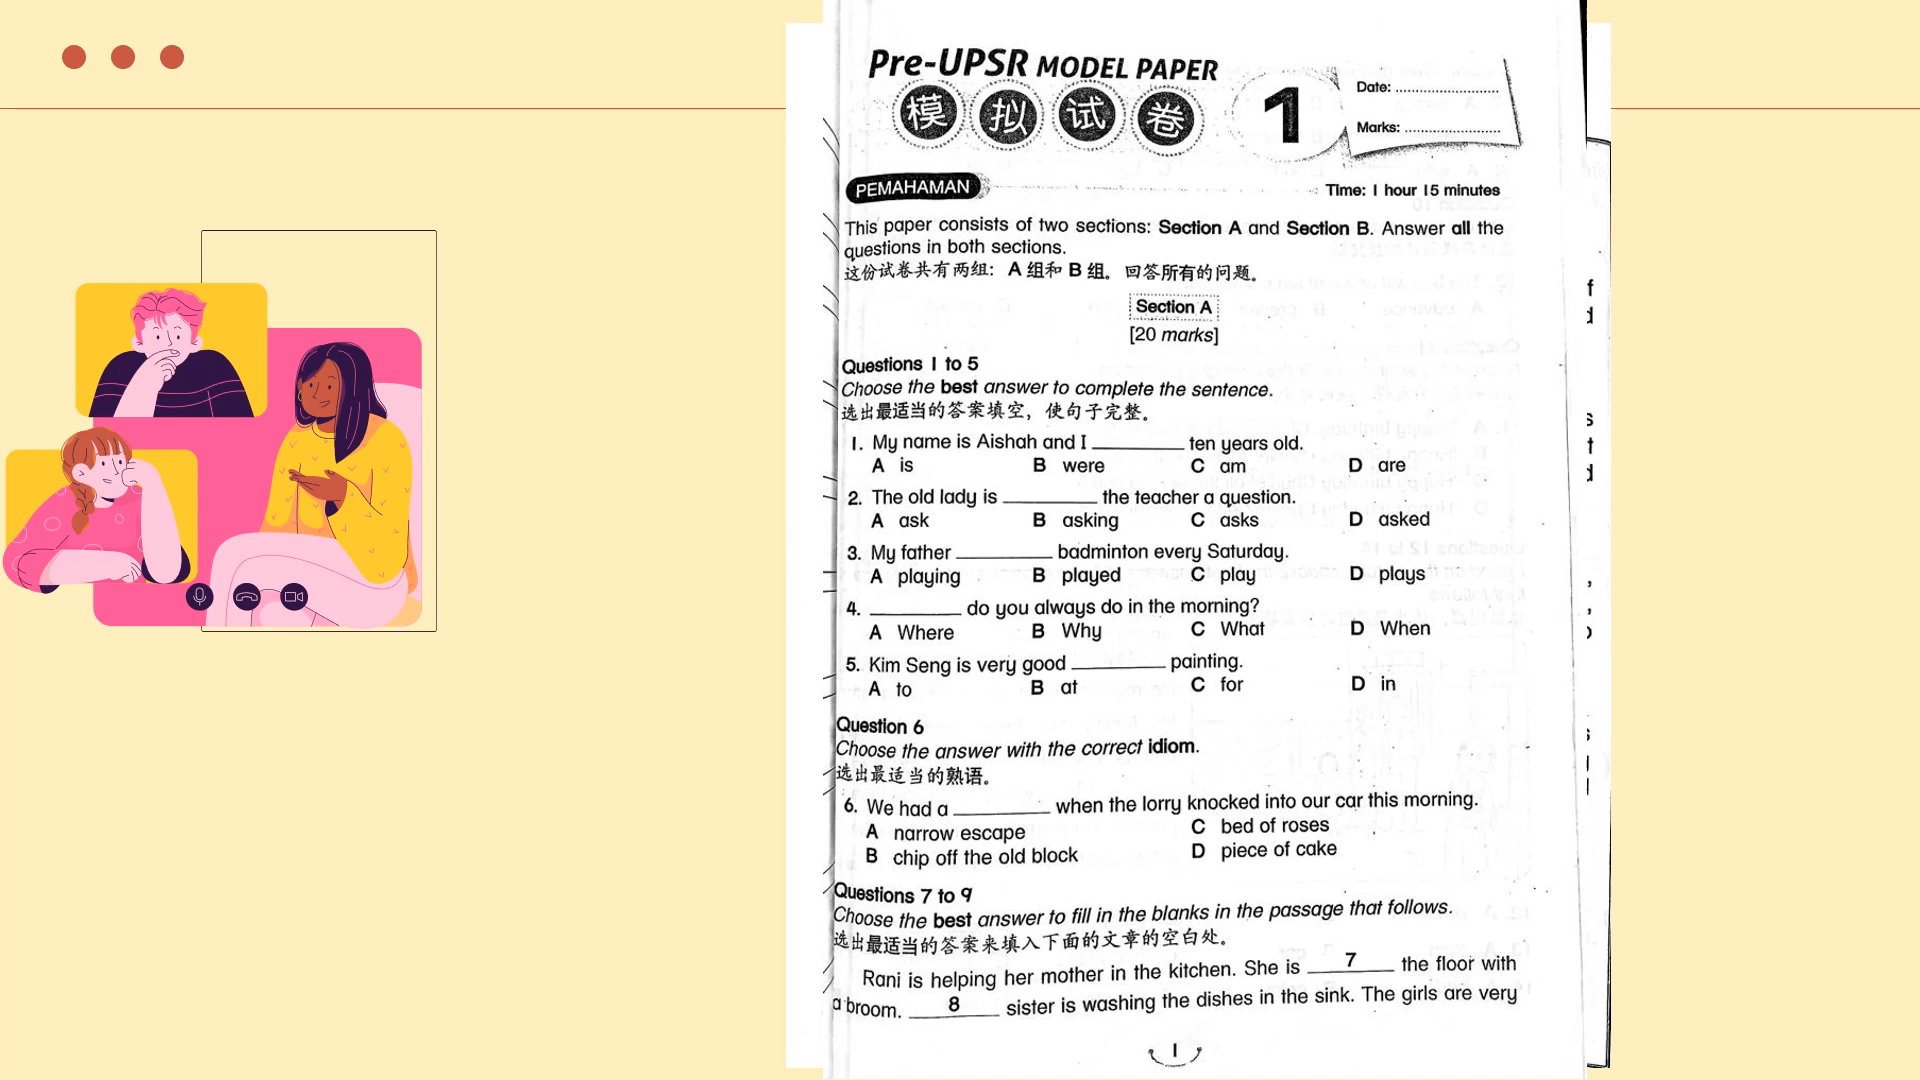 Pre-UPSR MODEL PAPER
模拟试卷 1
Date: ........................
Marks: ......................
PEMAHAMAN
Time: 1 hour 15 minutes
This paper consists of two sections: Section A and Section B. Answer all the
questions in both sections.
这份试卷共有两组： A 组和 B 组。回答所有的问题。
Section A
[20 marks]
Questions 1 to 5
Choose the best answer to complete the sentence.
选出最适当的答案填空，使句子完整。
1. My name is Aishah and I ________ ten years old.
A is B were C am D are
2. The old lady is ________ the teacher a question.
A ask B asking C asks D asked
3. My father ________ badminton every Saturday.
A playing B played C play D plays
4. ________ do you always do in the morning?
A Where B Why C What D When
5. Kim Seng is very good ________ painting.
A to B at C for D in
Question 6
Choose the answer with the correct idiom.
选出最适当的熟语。
6. We had a ________ when the lorry knocked into our car this morning.
A narrow escape C bed of roses
B chip off the old block D piece of cake
Questions 7 to 9
Choose the best answer to fill in the blanks in the passage that follows.
选出最适当的答案来填入下面的文章的空白处。
Rani is helping her mother in the kitchen. She is ___7___ the floor with
a broom. ___8___ sister is washing the dishes in the sink. The girls are very
1